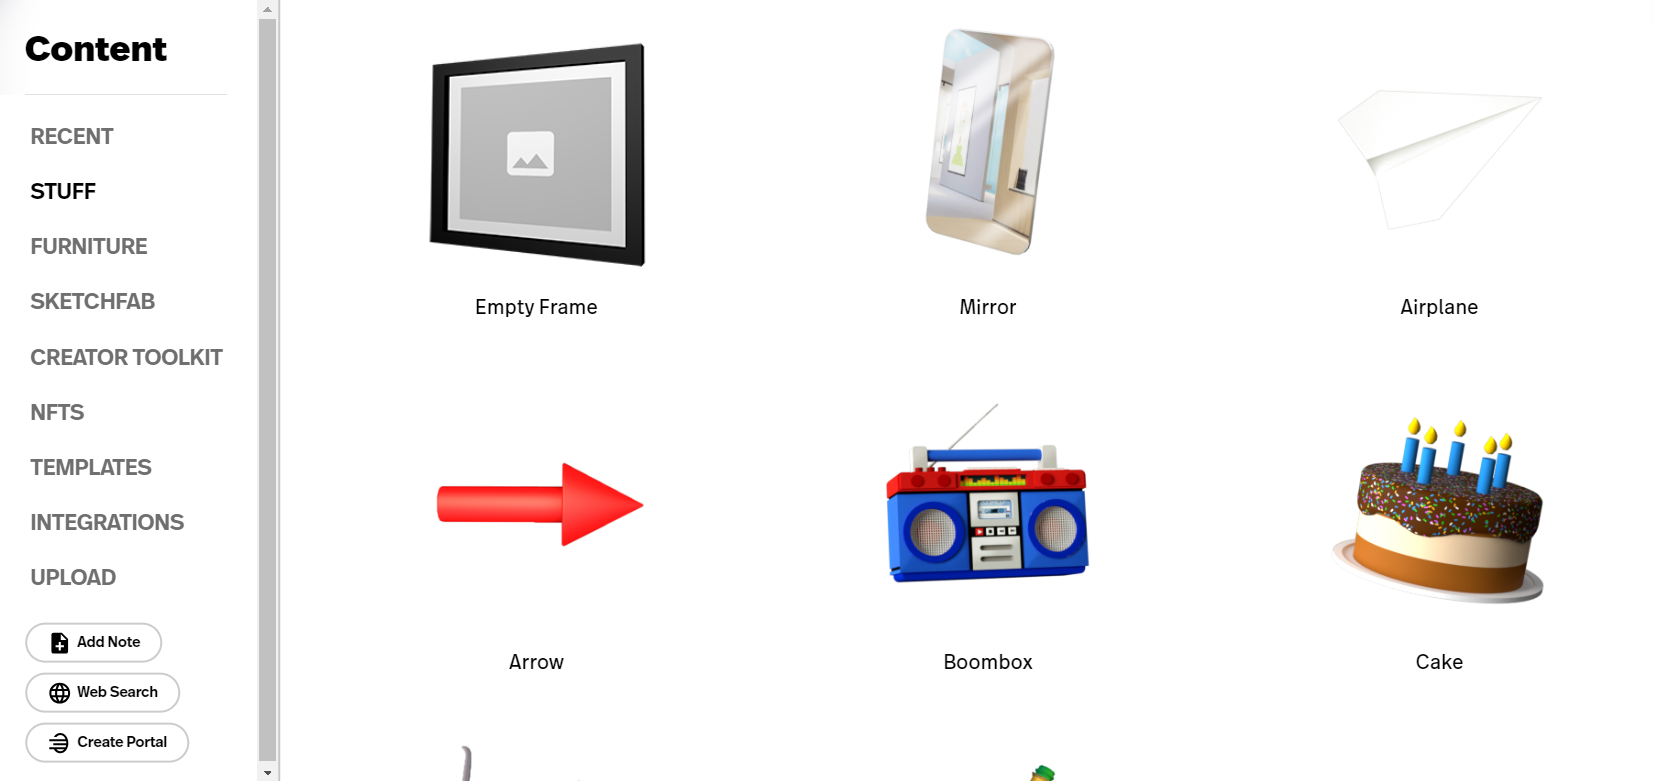 Content
RECENT
STUFF
FURNITURE
SKETCHFAB
CREATOR TOOLKIT
NFTS
TEMPLATES
INTEGRATIONS
UPLOAD
Add Note
Web Search
Create Portal
Empty Frame
Mirror
Airplane
Arrow
Boombox
Cake